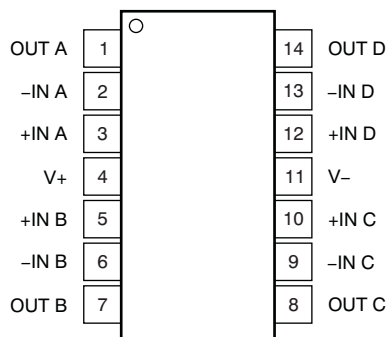 OUT A 1 14 OUT D
−IN A 2 13 −IN D
+IN A 3 12 +IN D
V+ 4 11 V−
+IN B 5 10 +IN C
−IN B 6 9 −IN C
OUT B 7 8 OUT C